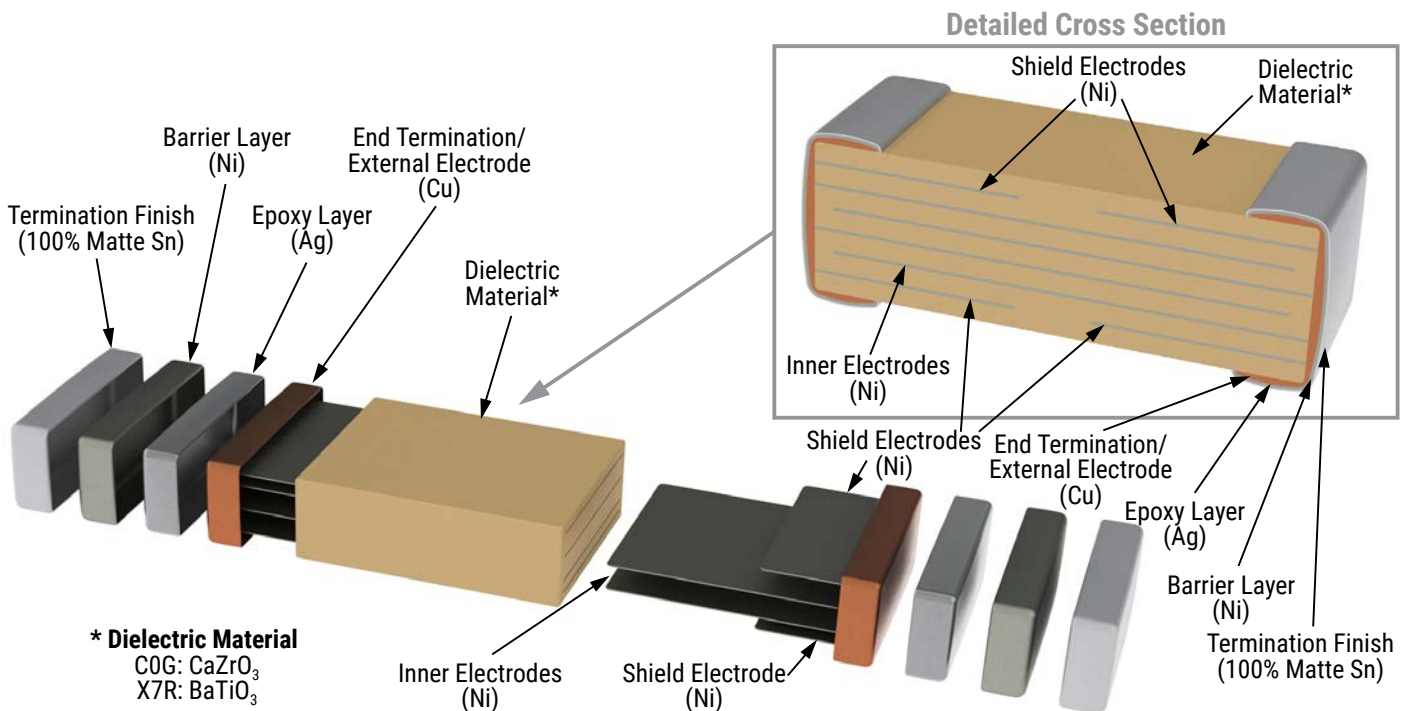 Detailed Cross Section
Shield Electrodes
(Ni)
Dielectric
Material*
Barrier Layer
(Ni)
End Termination/
External Electrode
(Cu)
Termination Finish
(100% Matte Sn)
Epoxy Layer
(Ag)
Dielectric
Material*
Inner Electrodes
(Ni)
Shield Electrodes
(Ni)
End Termination/
External Electrode
(Cu)
Epoxy Layer
(Ag)
Barrier Layer
(Ni)
Termination Finish
(100% Matte Sn)
* Dielectric Material
C0G: CaZrO₃
X7R: BaTiO₃
Inner Electrodes
(Ni)
Shield Electrode
(Ni)